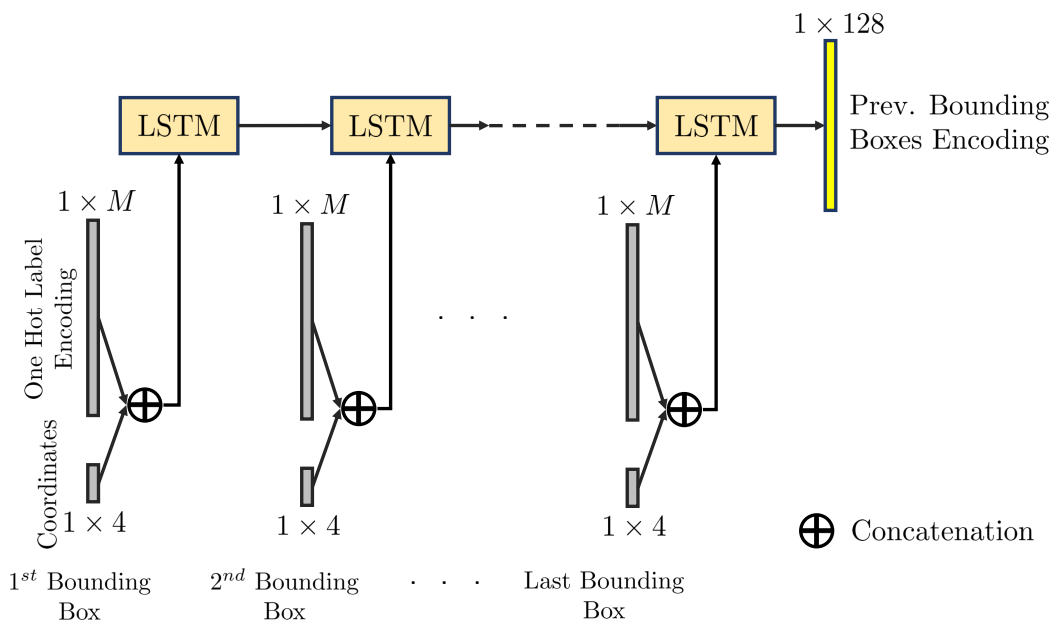 1 × 128
LSTM
LSTM
LSTM
Prev. Bounding
Boxes Encoding
1 × M
1 × M
1 × M
One Hot Label
Encoding
. . .
Coordinates
1 × 4
1 × 4
1 × 4
Concatenation
1st Bounding
Box
2nd Bounding
Box
. . .
Last Bounding
Box